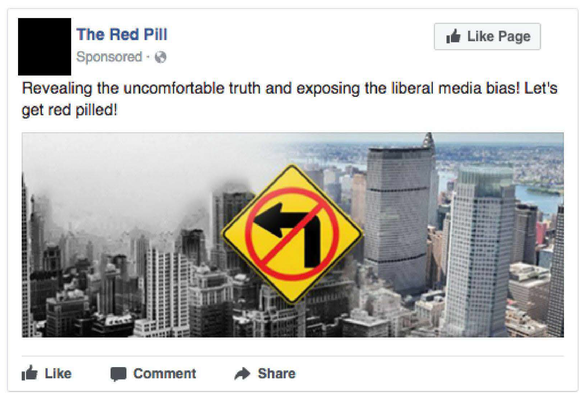 The Red Pill
Like Page
Sponsored ·
Revealing the uncomfortable truth and exposing the liberal media bias! Let's
get red pilled!
Like Comment Share